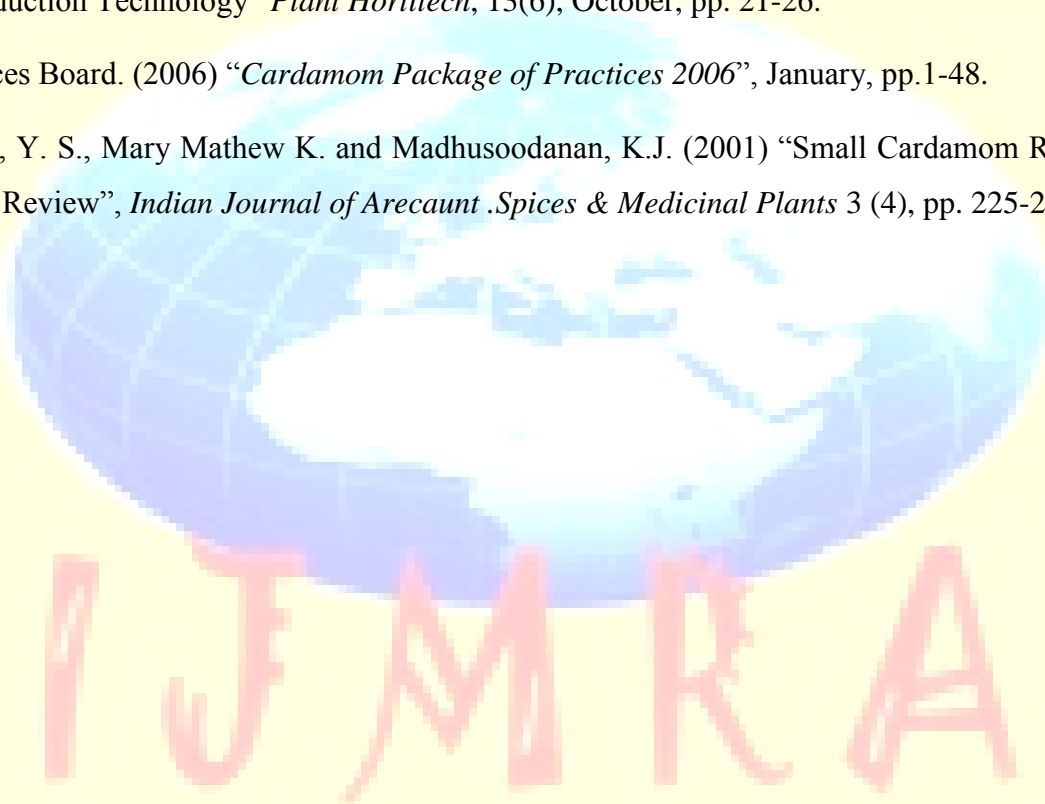 duction Technology" Plant Hortitech, 13(6), October, pp. 21-26.
ces Board. (2006) “Cardamom Package of Practices 2006”, January, pp.1-48.
, Y. S., Mary Mathew K. and Madhusoodanan, K.J. (2001) “Small Cardamom R
Review”, Indian Journal of Arecaunt .Spices & Medicinal Plants 3 (4), pp. 225-2
IJMRA